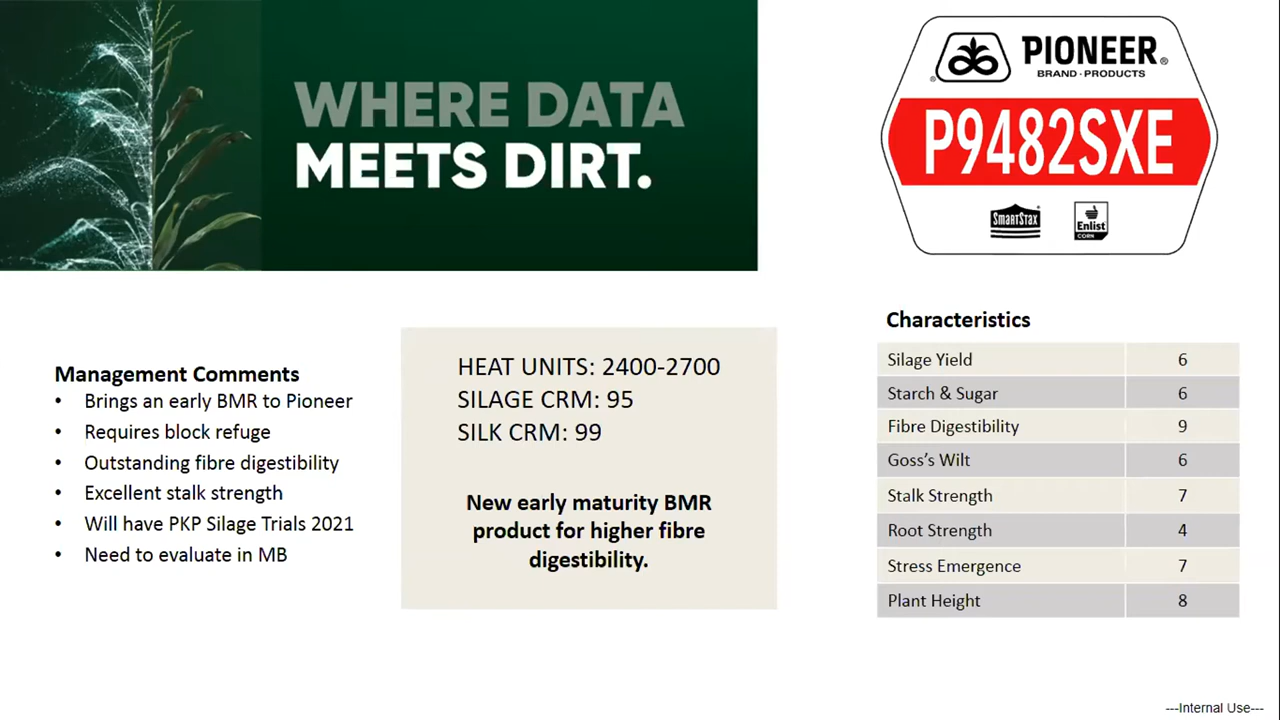 WHERE DATA
MEETS DIRT.
PIONEER®
BRAND · PRODUCTS
P9482SXE
SmartStax®
Enlist
CORN
Management Comments
• Brings an early BMR to Pioneer
• Requires block refuge
• Outstanding fibre digestibility
• Excellent stalk strength
• Will have PKP Silage Trials 2021
• Need to evaluate in MB
HEAT UNITS: 2400-2700
SILAGE CRM: 95
SILK CRM: 99
New early maturity BMR
product for higher fibre
digestibility.
Characteristics
Silage Yield 6
Starch & Sugar 6
Fibre Digestibility 9
Goss’s Wilt 6
Stalk Strength 7
Root Strength 4
Stress Emergence 7
Plant Height 8
---Internal Use---